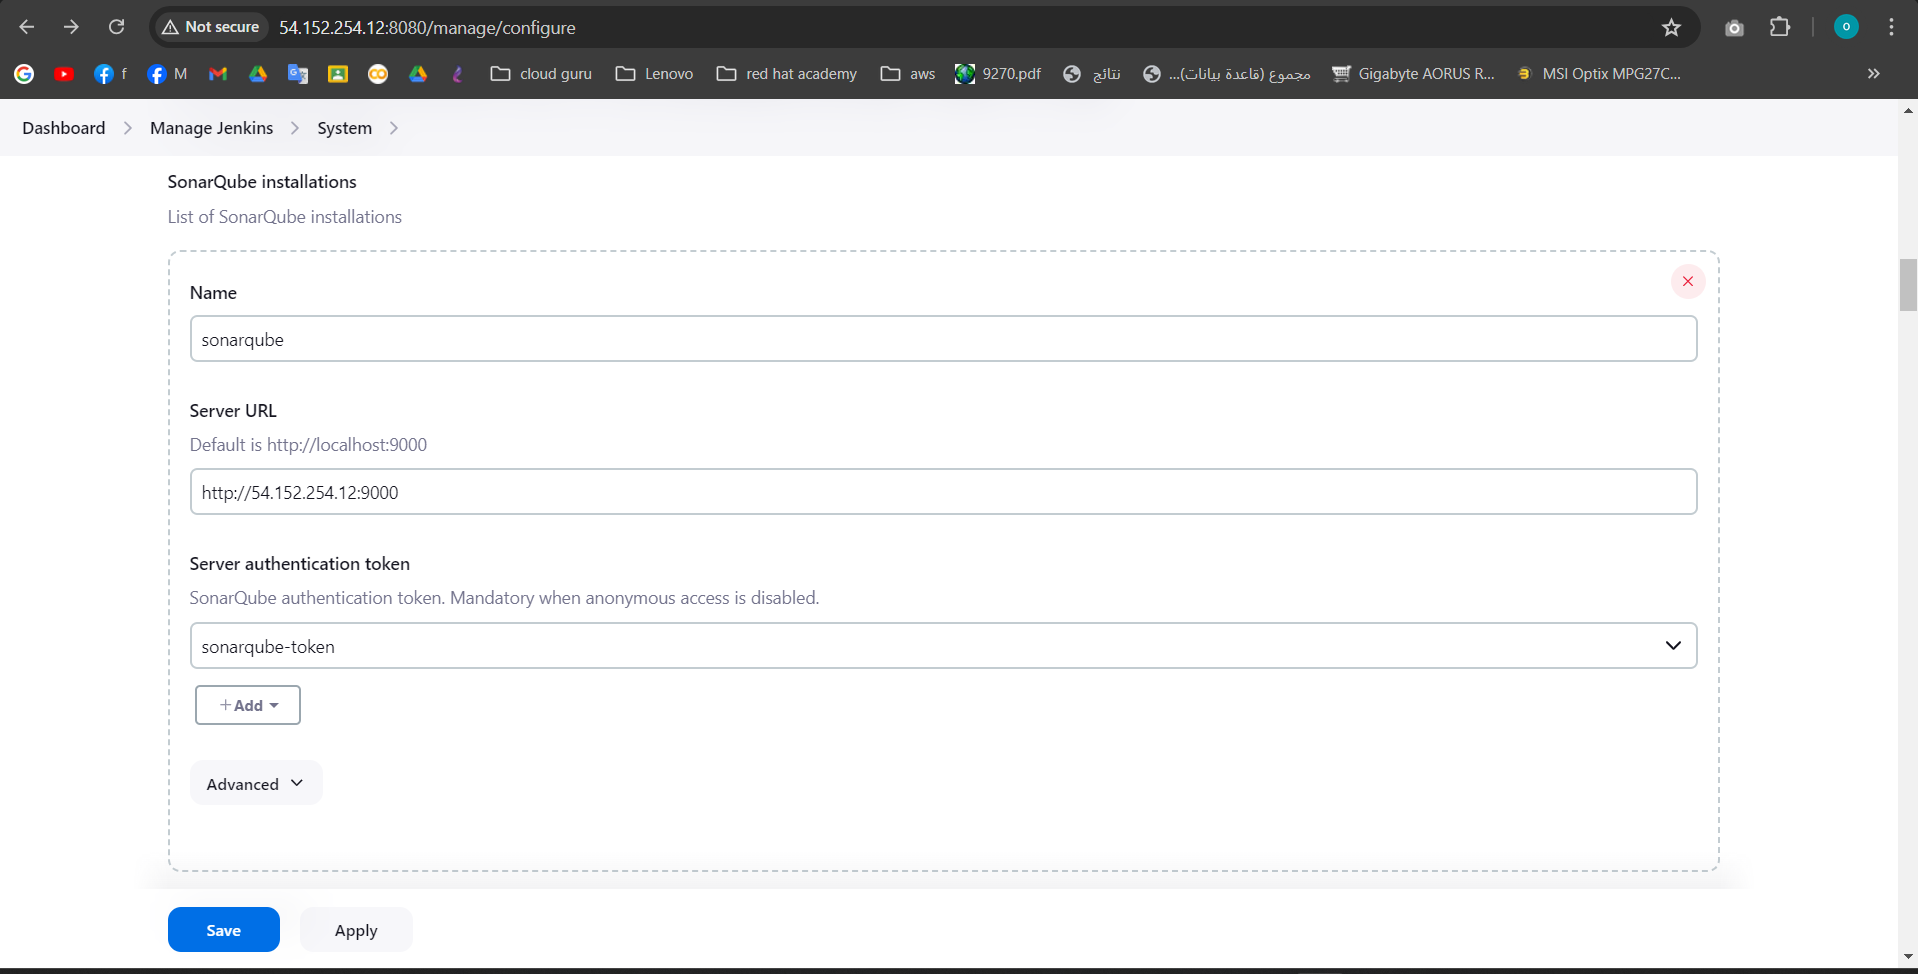 Not secure 54.152.254.12:8080/manage/configure o
f M cloud guru Lenovo red hat academy aws 9270.pdf نتائج مجموع (قاعدة بيانات)... Gigabyte AORUS R... MSI Optix MPG27C...
Dashboard Manage Jenkins System
SonarQube installations
List of SonarQube installations
Name
sonarqube
Server URL
Default is http://localhost:9000
http://54.152.254.12:9000
Server authentication token
SonarQube authentication token. Mandatory when anonymous access is disabled.
sonarqube-token
+ Add
Advanced
Save Apply